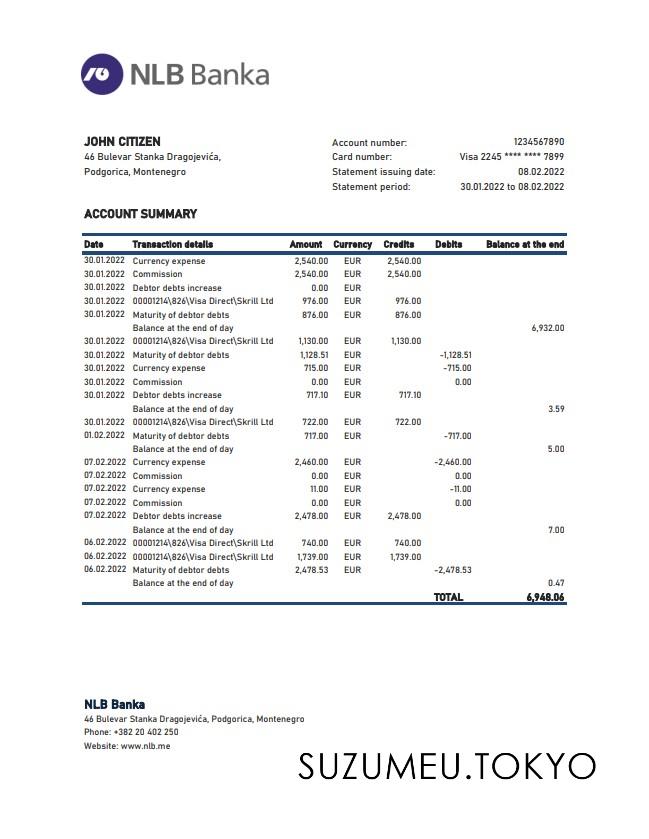 NLB Banka
JOHN CITIZEN
46 Bulevar Stanka Dragojevića,
Podgorica, Montenegro
Account number: 1234567890
Card number: Visa 2245 **** **** 7899
Statement issuing date: 08.02.2022
Statement period: 30.01.2022 to 08.02.2022
ACCOUNT SUMMARY
Date Transaction details Amount Currency Credits Debits Balance at the end
30.01.2022 Currency expense 2,540.00 EUR 2,540.00
30.01.2022 Commission 2,540.00 EUR 2,540.00
30.01.2022 Debtor debts increase 0.00 EUR
30.01.2022 00001214\826\Visa Direct\Skrill Ltd 976.00 EUR 976.00
30.01.2022 Maturity of debtor debts 876.00 EUR 876.00
Balance at the end of day 6,932.00
30.01.2022 00001214\826\Visa Direct\Skrill Ltd 1,130.00 EUR 1,130.00
30.01.2022 Maturity of debtor debts 1,128.51 EUR -1,128.51
30.01.2022 Currency expense 715.00 EUR -715.00
30.01.2022 Commission 0.00 EUR 0.00
30.01.2022 Debtor debts increase 717.10 EUR 717.10
Balance at the end of day 3.59
30.01.2022 00001214\826\Visa Direct\Skrill Ltd 722.00 EUR 722.00
01.02.2022 Maturity of debtor debts 717.00 EUR -717.00
Balance at the end of day 5.00
07.02.2022 Currency expense 2,460.00 EUR -2,460.00
07.02.2022 Commission 0.00 EUR 0.00
07.02.2022 Currency expense 11.00 EUR -11.00
07.02.2022 Commission 0.00 EUR 0.00
07.02.2022 Debtor debts increase 2,478.00 EUR 2,478.00
Balance at the end of day 7.00
06.02.2022 00001214\826\Visa Direct\Skrill Ltd 740.00 EUR 740.00
06.02.2022 00001214\826\Visa Direct\Skrill Ltd 1,739.00 EUR 1,739.00
06.02.2022 Maturity of debtor debts 2,478.53 EUR -2,478.53
Balance at the end of day 0.47
TOTAL 6,948.06
NLB Banka
46 Bulevar Stanka Dragojevića, Podgorica, Montenegro
Phone: +382 20 402 250
Website: www.nlb.me
SUZUMEU.TOKYO